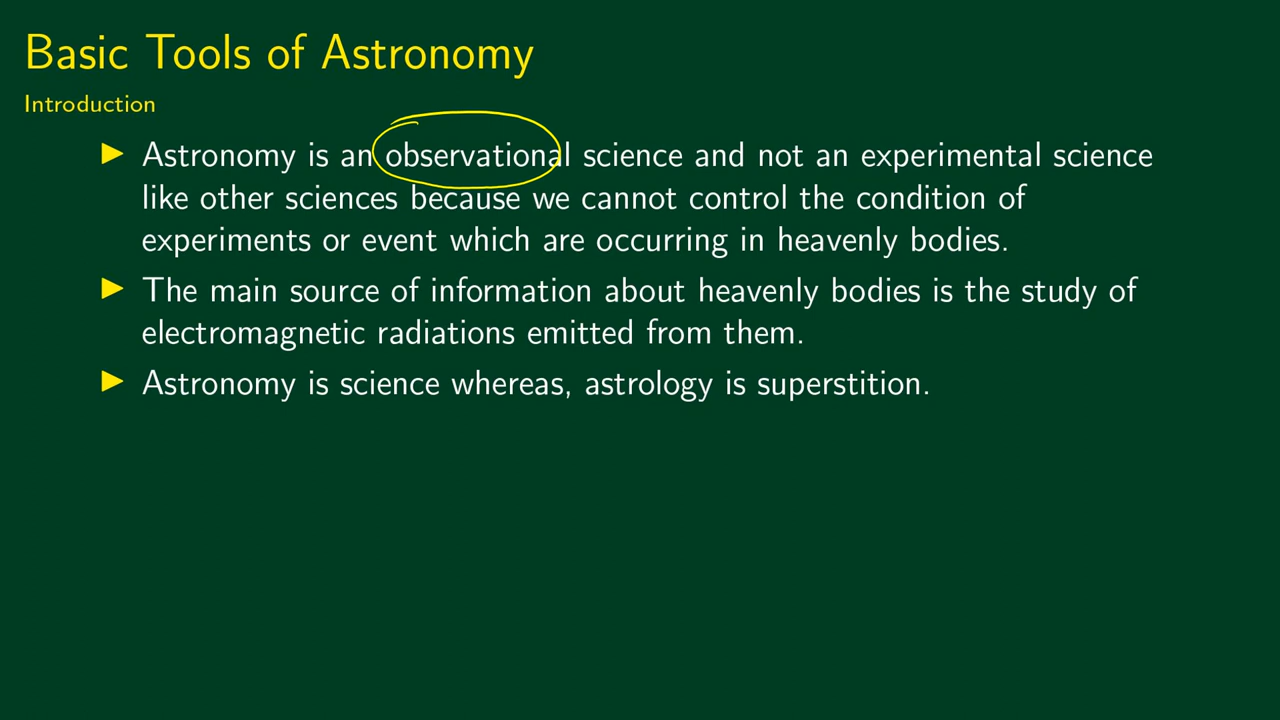 Basic Tools of Astronomy
Introduction
Astronomy is an observational science and not an experimental science
like other sciences because we cannot control the condition of
experiments or event which are occurring in heavenly bodies.
The main source of information about heavenly bodies is the study of
electromagnetic radiations emitted from them.
Astronomy is science whereas, astrology is superstition.